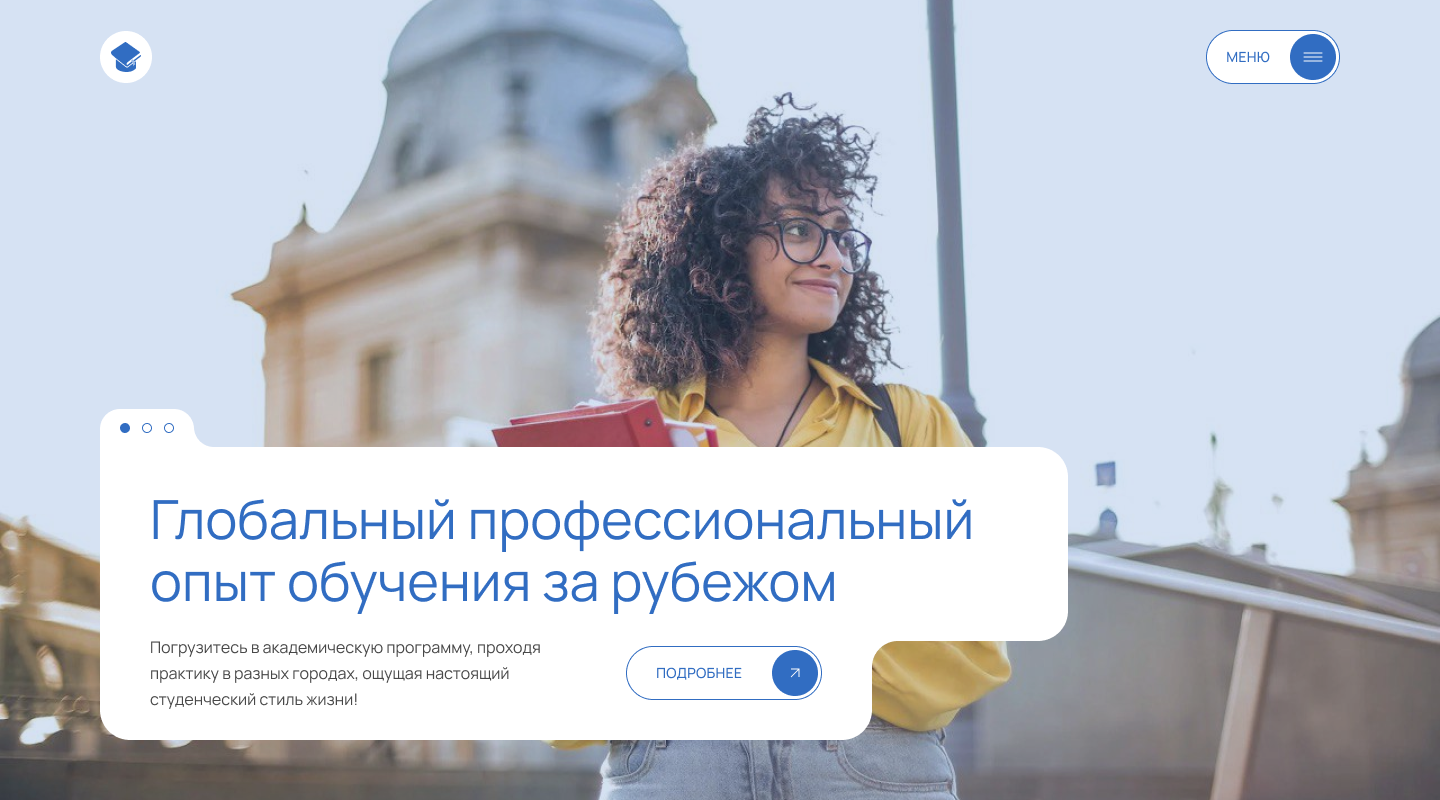 МЕНЮ
Глобальный профессиональный
опыт обучения за рубежом
Погрузитесь в академическую программу, проходя
практику в разных городах, ощущая настоящий
студенческий стиль жизни!
ПОДРОБНЕЕ